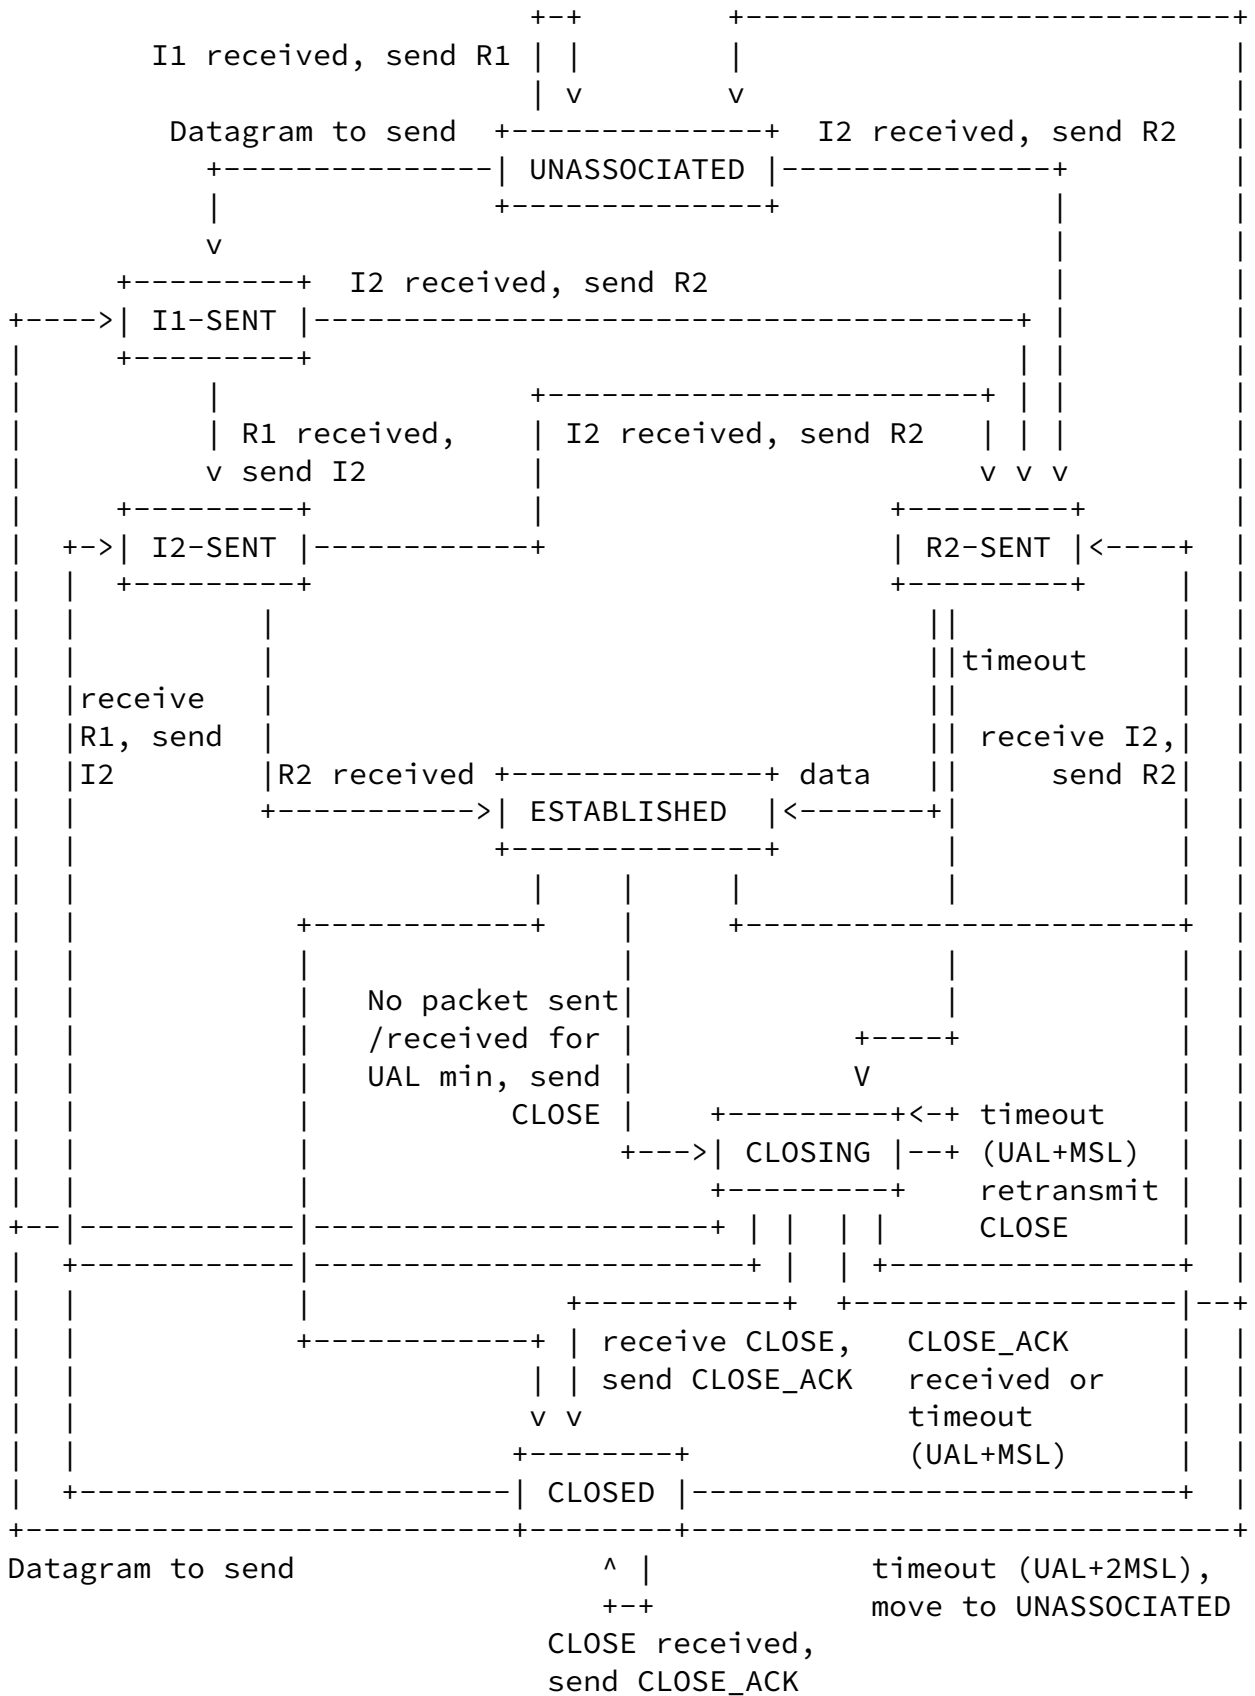 I1 received, send R1
Datagram to send I2 received, send R2
UNASSOCIATED
I2 received, send R2
I1-SENT
R1 received, I2 received, send R2
send I2
I2-SENT R2-SENT
timeout
receive
R1, send receive I2,
I2 R2 received data send R2
ESTABLISHED
No packet sent
/received for
UAL min, send
CLOSE timeout
CLOSING (UAL+MSL)
retransmit
CLOSE
receive CLOSE, CLOSE_ACK
send CLOSE_ACK received or
timeout
(UAL+MSL)
CLOSED
Datagram to send timeout (UAL+2MSL),
move to UNASSOCIATED
CLOSE received,
send CLOSE_ACK